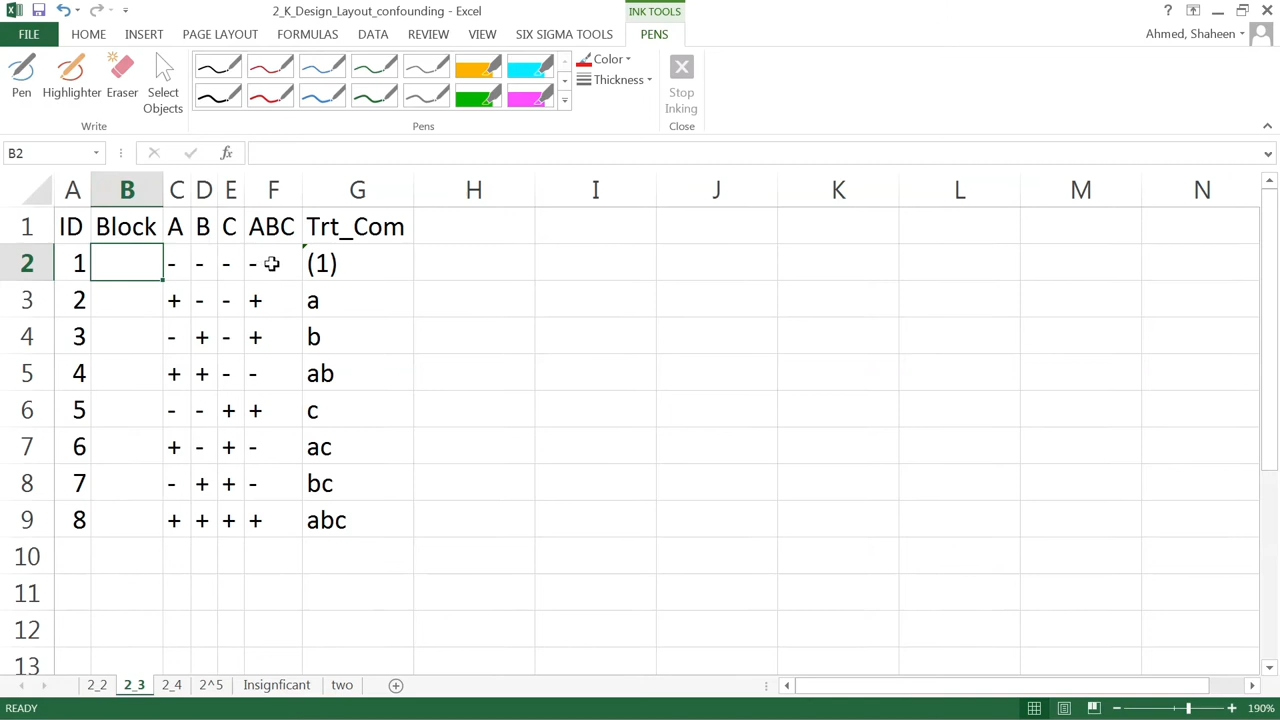 2_K_Design_Layout_confounding - Excel
INK TOOLS
?
FILE HOME INSERT PAGE LAYOUT FORMULAS DATA REVIEW VIEW SIX SIGMA TOOLS PENS
Ahmed, Shaheen
Pen Highlighter Eraser Select Objects
Color
Thickness
Stop Inking
Write Pens Close
B2 fx
A B C D E F G H I J K L M N
1 ID Block A B C ABC Trt_Com
2 1 - - - - (1)
3 2 + - - + a
4 3 - + - + b
5 4 + + - - ab
6 5 - - + + c
7 6 + - + - ac
8 7 - + + - bc
9 8 + + + + abc
10
11
12
13
2_2 2_3 2_4 2^5 Insignficant two
READY 190%